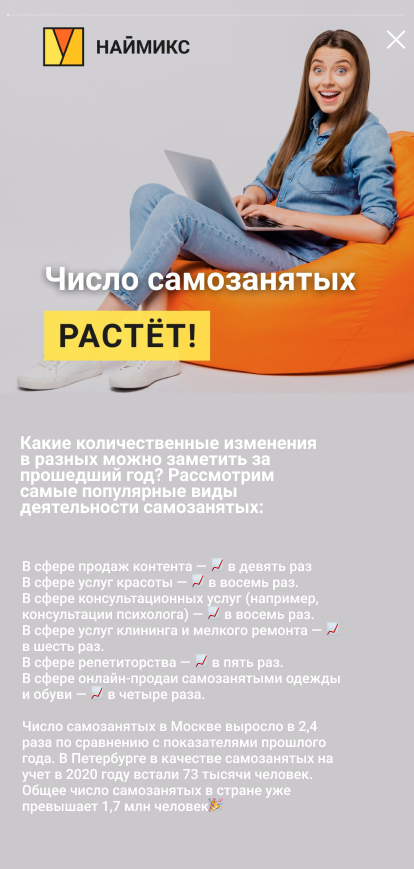 НАЙМИКС
Число самозанятых
РАСТЁТ!
Какие количественные изменения
в разных можно заметить за
прошедший год? Рассмотрим
самые популярные виды
деятельности самозанятых:
В сфере продаж контента — 📈 в девять раз
В сфере услуг красоты — 📈 в восемь раз.
В сфере консультационных услуг (например,
консультации психолога) — 📈 в восемь раз.
В сфере услуг клининга и мелкого ремонта — 📈
в шесть раз.
В сфере репетиторства — 📈 в пять раз.
В сфере онлайн-продаи самозанятыми одежды
и обуви — 📈 в четыре раза.
Число самозанятых в Москве выросло в 2,4
раза по сравнению с показателями прошлого
года. В Петербурге в качестве самозанятых на
учет в 2020 году встали 73 тысячи человек.
Общее число самозанятых в стране уже
превышает 1,7 млн человек🎉